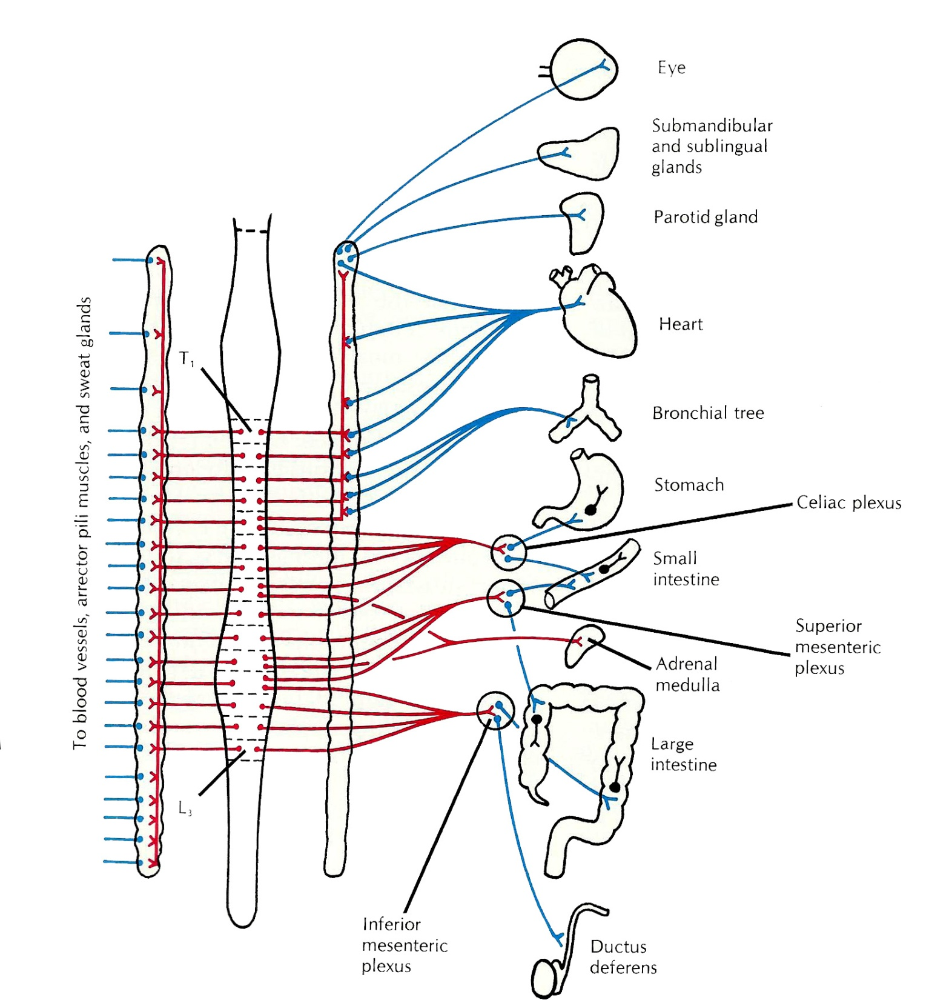 Eye
Submandibular
and sublingual
glands
Parotid gland
Heart
Bronchial tree
Stomach
Celiac plexus
Small
intestine
Superior
mesenteric
plexus
Adrenal
medulla
Large
intestine
Ductus
deferens
Inferior
mesenteric
plexus
To blood vessels, arrector pili muscles, and sweat glands
T₁
L₃